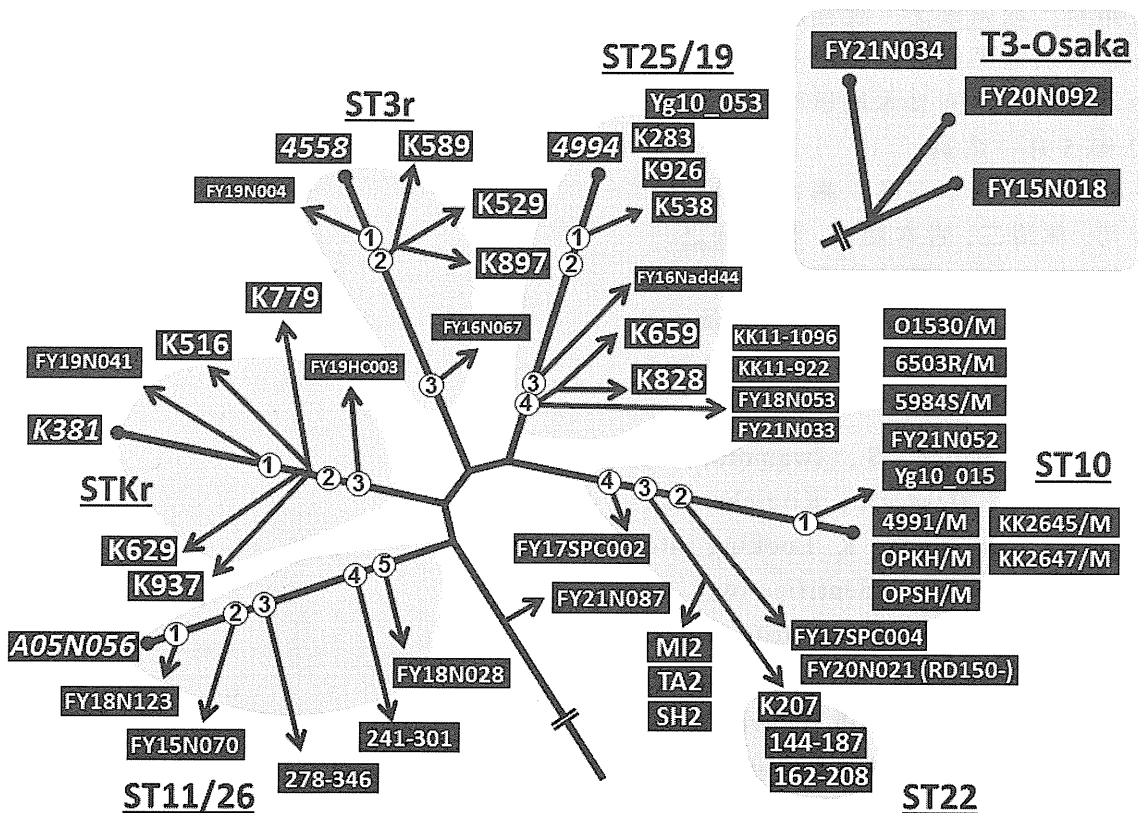 T3-Osaka
FY21N034
FY20N092
FY15N018
ST25/19
Yg10_053
4994
K283
K926
K538
FY16Nadd44
K659
K828
KK11-1096
KK11-922
FY18N053
FY21N033
1
2
3
4
ST3r
4558
K589
FY19N004
K529
K897
FY16N067
1
2
3
K779
K516
FY19N041
FY19HC003
K381
STKr
K629
K937
1
2
3
O1530/M
6503R/M
5984S/M
FY21N052
Yg10_015
ST10
4991/M
KK2645/M
OPKH/M
KK2647/M
OPSH/M
4
3
2
1
FY17SPC002
FY21N087
MI2
TA2
SH2
FY17SPC004
FY20N021 (RD150-)
K207
144-187
162-208
ST22
A05N056
1
2
3
4
5
FY18N123
FY15N070
278-346
241-301
FY18N028
ST11/26